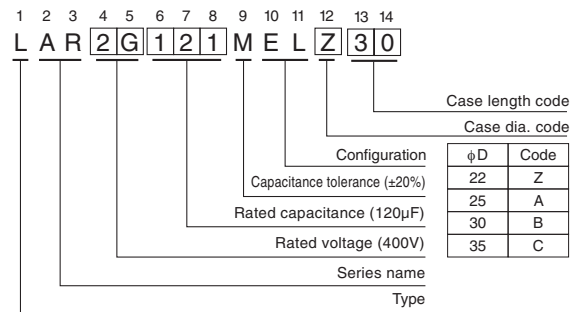 1 2 3 4 5 6 7 8 9 10 11 12 13 14
L A R 2 G 1 2 1 M E L Z 3 0
Case length code
Case dia. code
Configuration
Capacitance tolerance (±20%)
Rated capacitance (120µF)
Rated voltage (400V)
Series name
Type
ϕD Code
22 Z
25 A
30 B
35 C